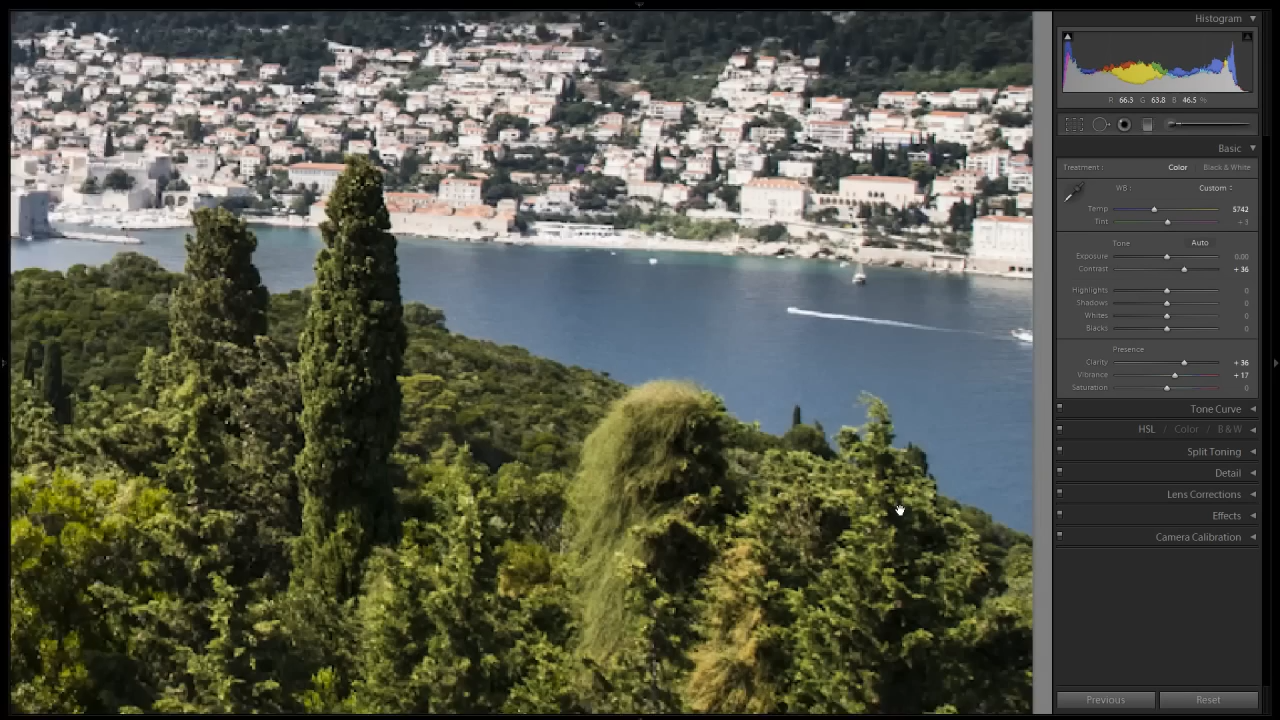 Histogram
R 66.3 G 63.8 B 46.5 %
Basic
Treatment : Color Black & White
WB : Custom
Temp 5742
Tint + 3
Tone Auto
Exposure 0.00
Contrast + 36
Highlights 0
Shadows 0
Whites 0
Blacks 0
Presence
Clarity + 36
Vibrance + 17
Saturation 0
Tone Curve
HSL / Color / B & W
Split Toning
Detail
Lens Corrections
Effects
Camera Calibration
Previous Reset